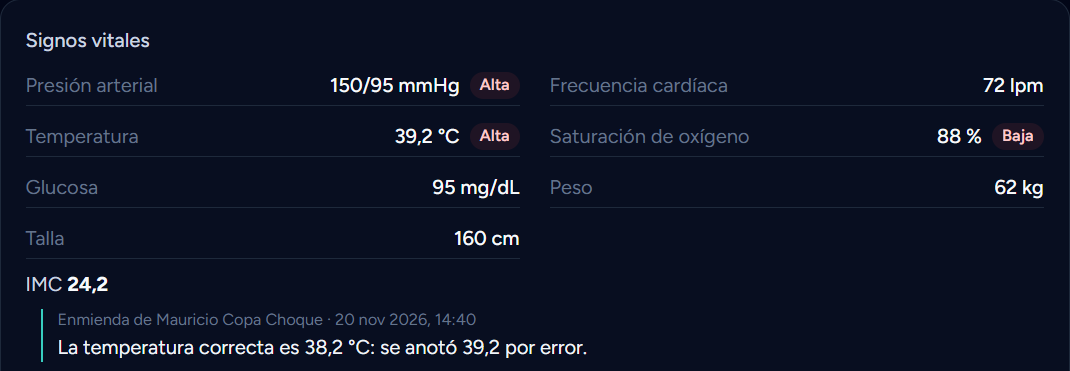 Signos vitales
Presión arterial 150/95 mmHg Alta
Frecuencia cardíaca 72 lpm
Temperatura 39,2 °C Alta
Saturación de oxígeno 88 % Baja
Glucosa 95 mg/dL
Peso 62 kg
Talla 160 cm
IMC 24,2
Enmienda de Mauricio Copa Choque · 20 nov 2026, 14:40
La temperatura correcta es 38,2 °C: se anotó 39,2 por error.